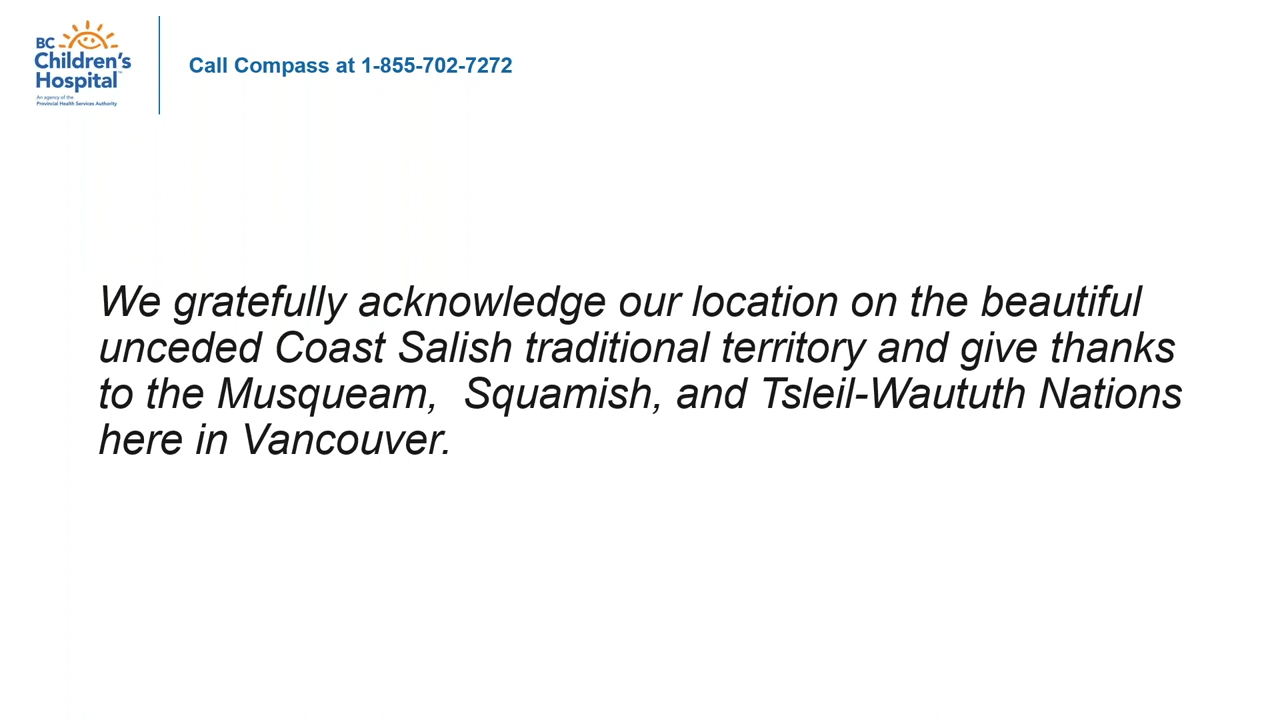 BC
Children's
Hospital™
An agency of the
Provincial Health Services Authority
Call Compass at 1-855-702-7272
We gratefully acknowledge our location on the beautiful
unceded Coast Salish traditional territory and give thanks
to the Musqueam,  Squamish, and Tsleil-Waututh Nations
here in Vancouver.